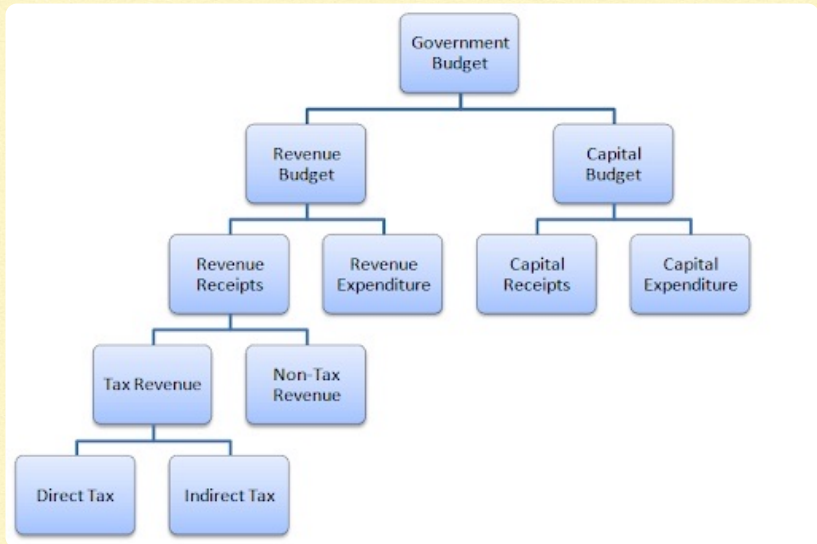 Government
Budget
Revenue
Budget
Capital
Budget
Revenue
Receipts
Revenue
Expenditure
Capital
Receipts
Capital
Expenditure
Tax Revenue
Non-Tax
Revenue
Direct Tax
Indirect Tax